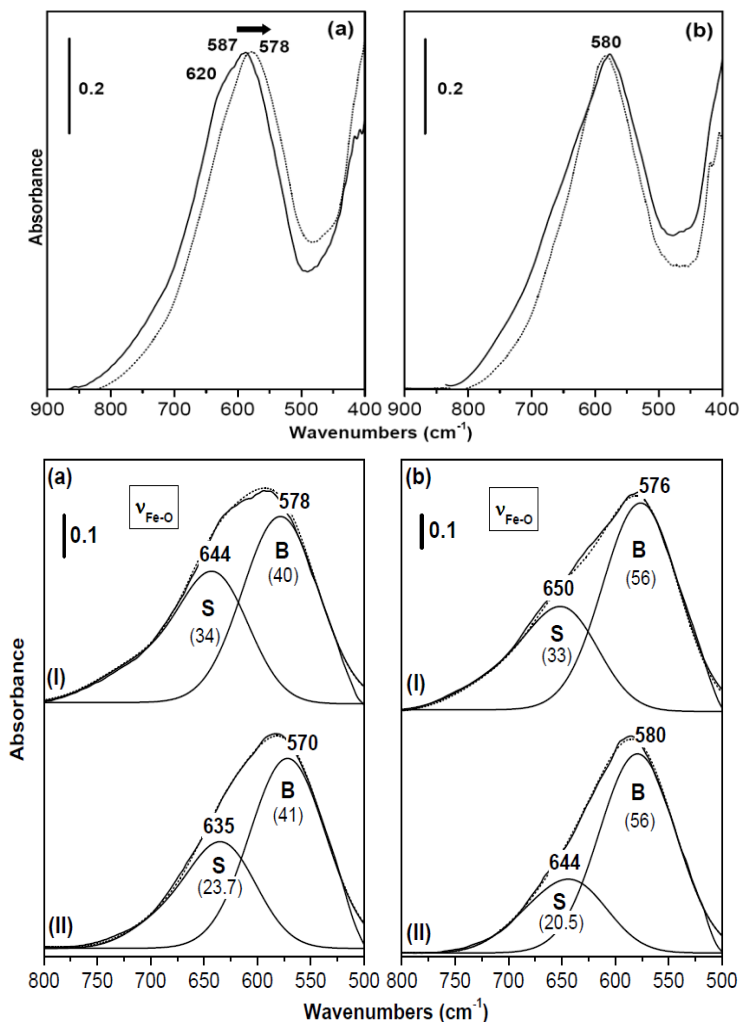 (a)
587 578
620
0.2
Absorbance
900 800 700 600 500 400
(b)
580
0.2
900 800 700 600 500 400
Wavenumbers (cm-1)
(a)
νFe-O
578
0.1
644
B
(40)
S
(34)
(I)
570
635
B
(41)
S
(23.7)
(II)
800 750 700 650 600 550 500
(b)
νFe-O
576
0.1
650
B
(56)
S
(33)
(I)
580
644
B
(56)
S
(20.5)
(II)
800 750 700 650 600 550 500
Absorbance
Wavenumbers (cm-1)